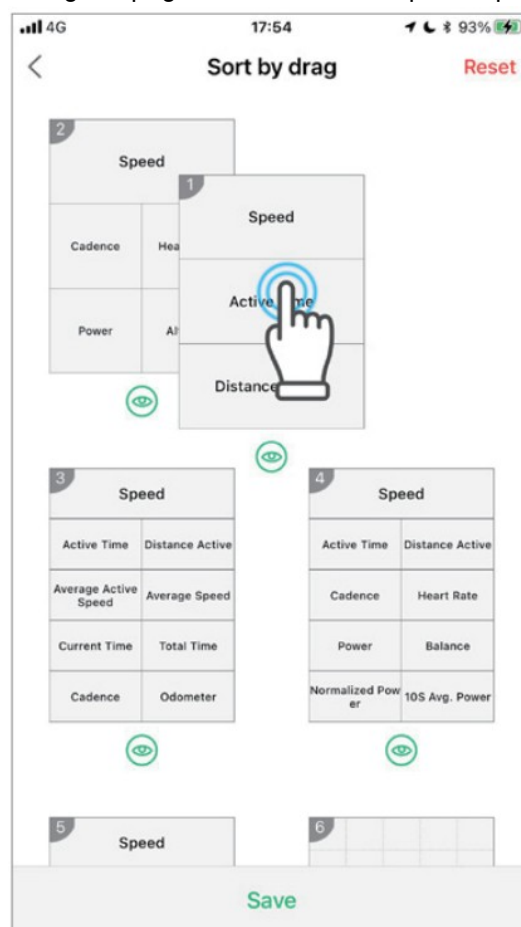 4G 17:54 93%
Sort by drag
Reset
2
Speed
Cadence
Power
1
Speed
Active
Distance
3
Speed
Active Time Distance Active
Average Active
Speed
Average Speed
Current Time Total Time
Cadence Odometer
4
Speed
Active Time Distance Active
Cadence Heart Rate
Power Balance
Normalized Pow
er
10S Avg. Power
5
Speed
6
Save